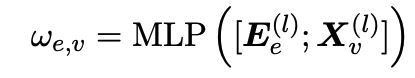 ω_{e,v} = MLP([E_e^{(l)}; X_v^{(l)}])